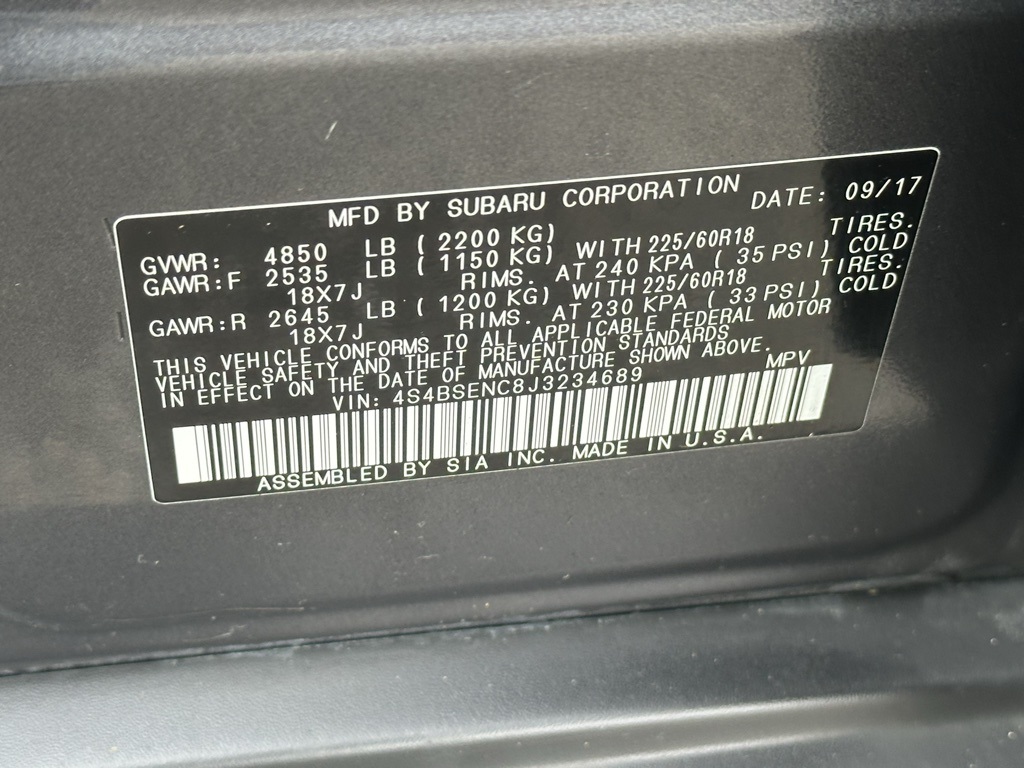 MFD BY SUBARU CORPORATION DATE: 09/17
GVWR: 4850 LB ( 2200 KG)
GAWR:F 2535 LB ( 1150 KG) WITH 225/60R18 TIRES.
18X7J RIMS. AT 240 KPA ( 35 PSI) COLD
GAWR:R 2645 LB ( 1200 KG) WITH 225/60R18 TIRES.
18X7J RIMS. AT 230 KPA ( 33 PSI) COLD
THIS VEHICLE CONFORMS TO ALL APPLICABLE FEDERAL MOTOR
VEHICLE SAFETY AND THEFT PREVENTION STANDARDS
IN EFFECT ON THE DATE OF MANUFACTURE SHOWN ABOVE.
VIN: 4S4BSENC8J3234689 MPV
ASSEMBLED BY SIA INC. MADE IN U.S.A.